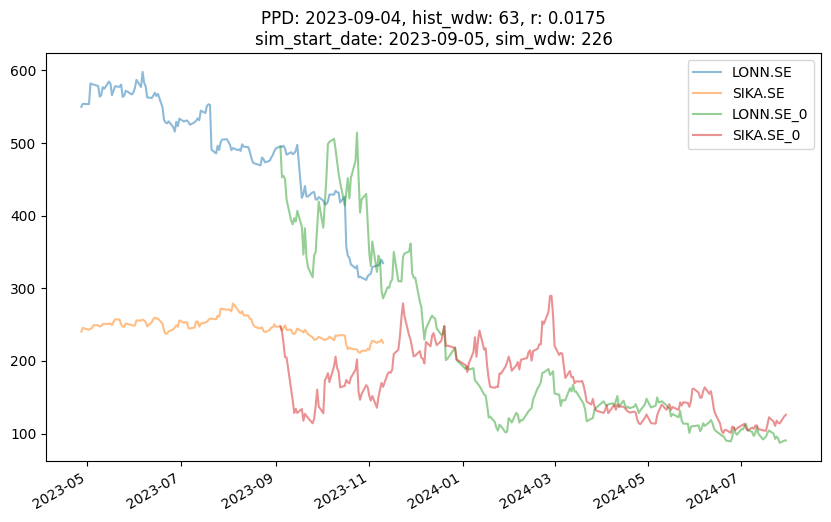 PPD: 2023-09-04, hist_wdw: 63, r: 0.0175
sim_start_date: 2023-09-05, sim_wdw: 226
LONN.SE
SIKA.SE
LONN.SE_0
SIKA.SE_0
600
500
400
300
200
100
2023-05
2023-07
2023-09
2023-11
2024-01
2024-03
2024-05
2024-07